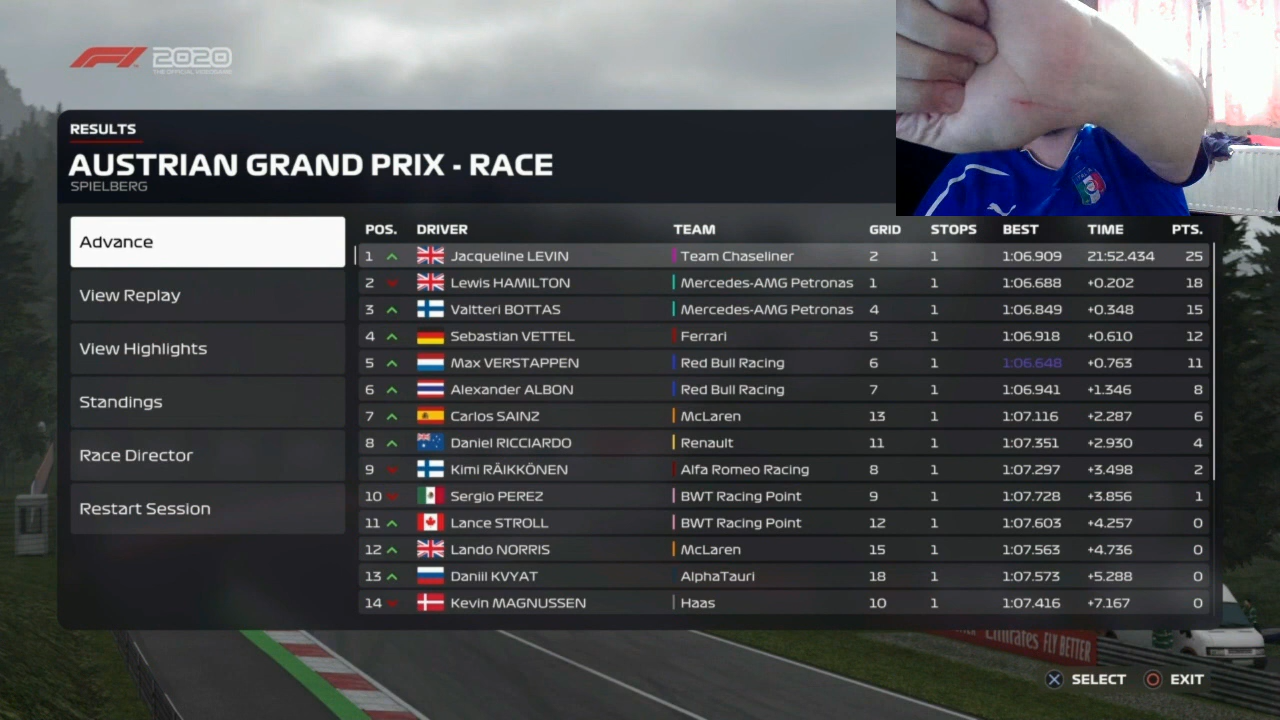 F1 2020
THE OFFICIAL VIDEOGAME
RESULTS
AUSTRIAN GRAND PRIX - RACE
SPIELBERG
Advance
View Replay
View Highlights
Standings
Race Director
Restart Session
POS. DRIVER TEAM GRID STOPS BEST TIME PTS.
1 Jacqueline LEVIN Team Chaseliner 2 1 1:06.909 21:52.434 25
2 Lewis HAMILTON Mercedes-AMG Petronas 1 1 1:06.688 +0.202 18
3 Valtteri BOTTAS Mercedes-AMG Petronas 4 1 1:06.849 +0.348 15
4 Sebastian VETTEL Ferrari 5 1 1:06.918 +0.610 12
5 Max VERSTAPPEN Red Bull Racing 6 1 1:06.648 +0.763 11
6 Alexander ALBON Red Bull Racing 7 1 1:06.941 +1.346 8
7 Carlos SAINZ McLaren 13 1 1:07.116 +2.287 6
8 Daniel RICCIARDO Renault 11 1 1:07.351 +2.930 4
9 Kimi RÄIKKÖNEN Alfa Romeo Racing 8 1 1:07.297 +3.498 2
10 Sergio PEREZ BWT Racing Point 9 1 1:07.728 +3.856 1
11 Lance STROLL BWT Racing Point 12 1 1:07.603 +4.257 0
12 Lando NORRIS McLaren 15 1 1:07.563 +4.736 0
13 Daniil KVYAT AlphaTauri 18 1 1:07.573 +5.288 0
14 Kevin MAGNUSSEN Haas 10 1 1:07.416 +7.167 0
Emirates FLY BETTER
SELECT EXIT